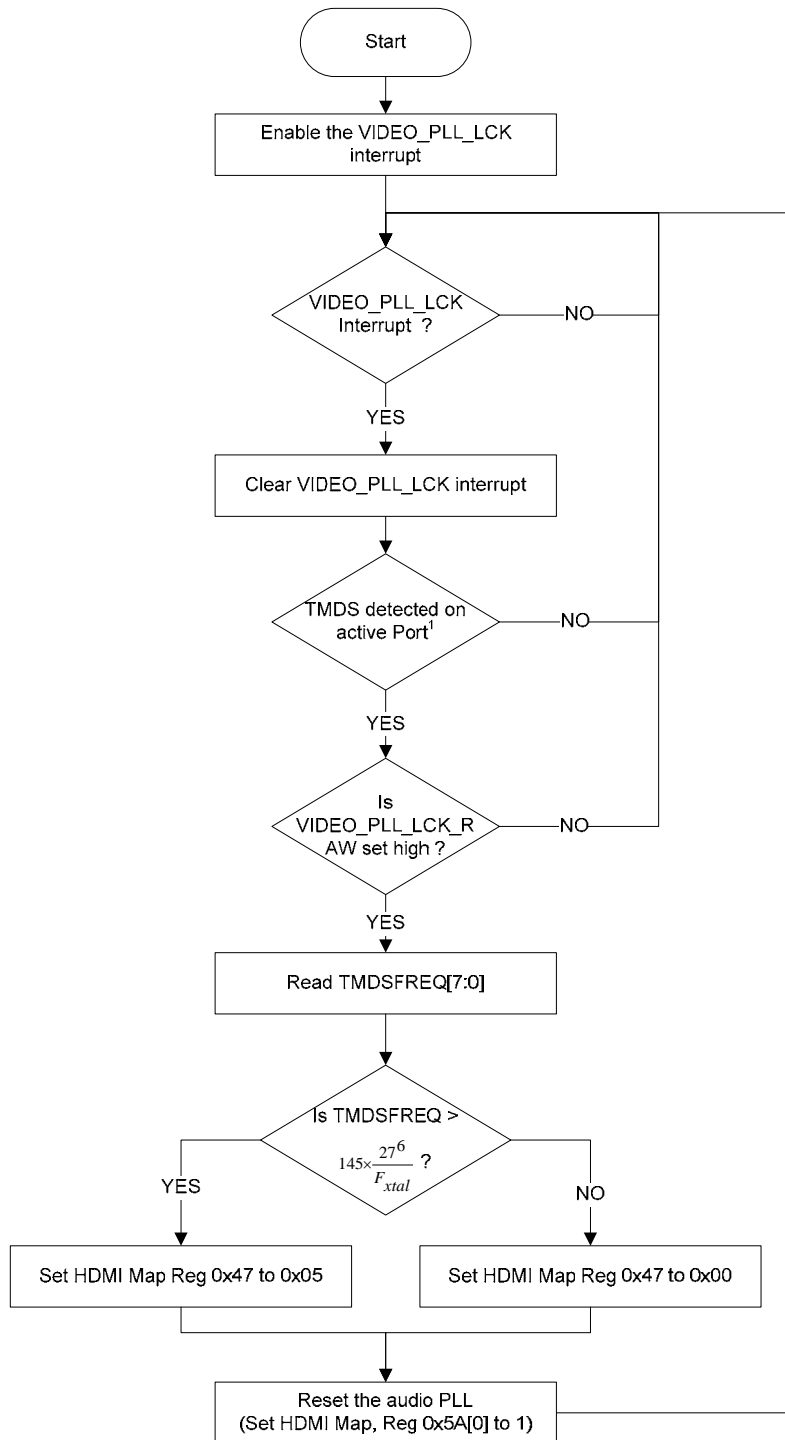 Start
Enable the VIDEO_PLL_LCK
interrupt
VIDEO_PLL_LCK
Interrupt ?
NO
YES
Clear VIDEO_PLL_LCK interrupt
TMDS detected on
active Port¹
NO
YES
Is
VIDEO_PLL_LCK_R
AW set high ?
NO
YES
Read TMDSFREQ[7:0]
Is TMDSFREQ >
145×27⁶/F_xtal ?
YES
NO
Set HDMI Map Reg 0x47 to 0x05
Set HDMI Map Reg 0x47 to 0x00
Reset the audio PLL
(Set HDMI Map, Reg 0x5A[0] to 1)